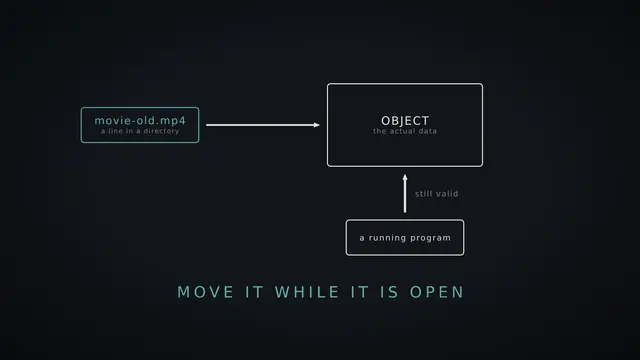 movie-old.mp4
a line in a directory
OBJECT
the actual data
still valid
a running program
MOVE IT WHILE IT IS OPEN